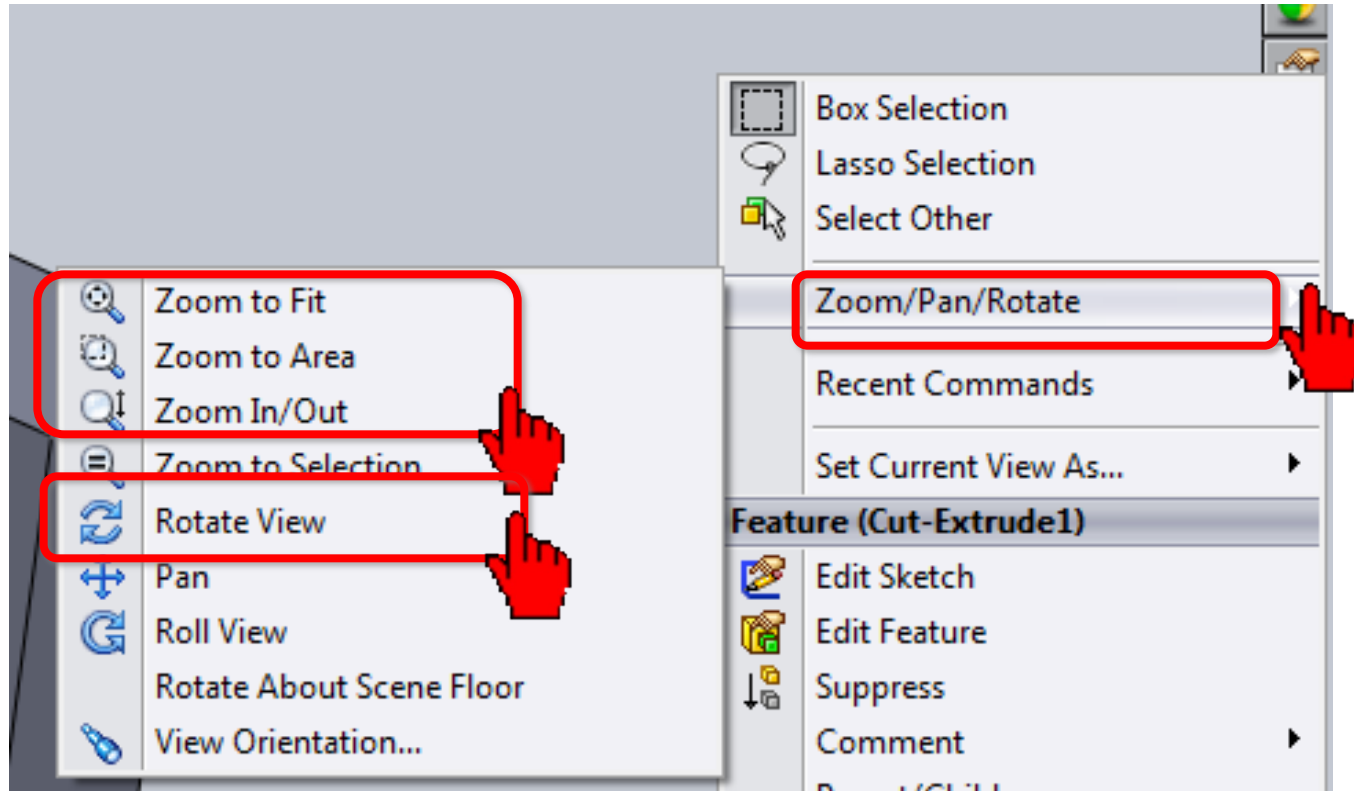 Box Selection
Lasso Selection
Select Other
Zoom/Pan/Rotate
Recent Commands
Set Current View As...
Feature (Cut-Extrude1)
Edit Sketch
Edit Feature
Suppress
Comment
Zoom to Fit
Zoom to Area
Zoom In/Out
Zoom to Selection
Rotate View
Pan
Roll View
Rotate About Scene Floor
View Orientation...